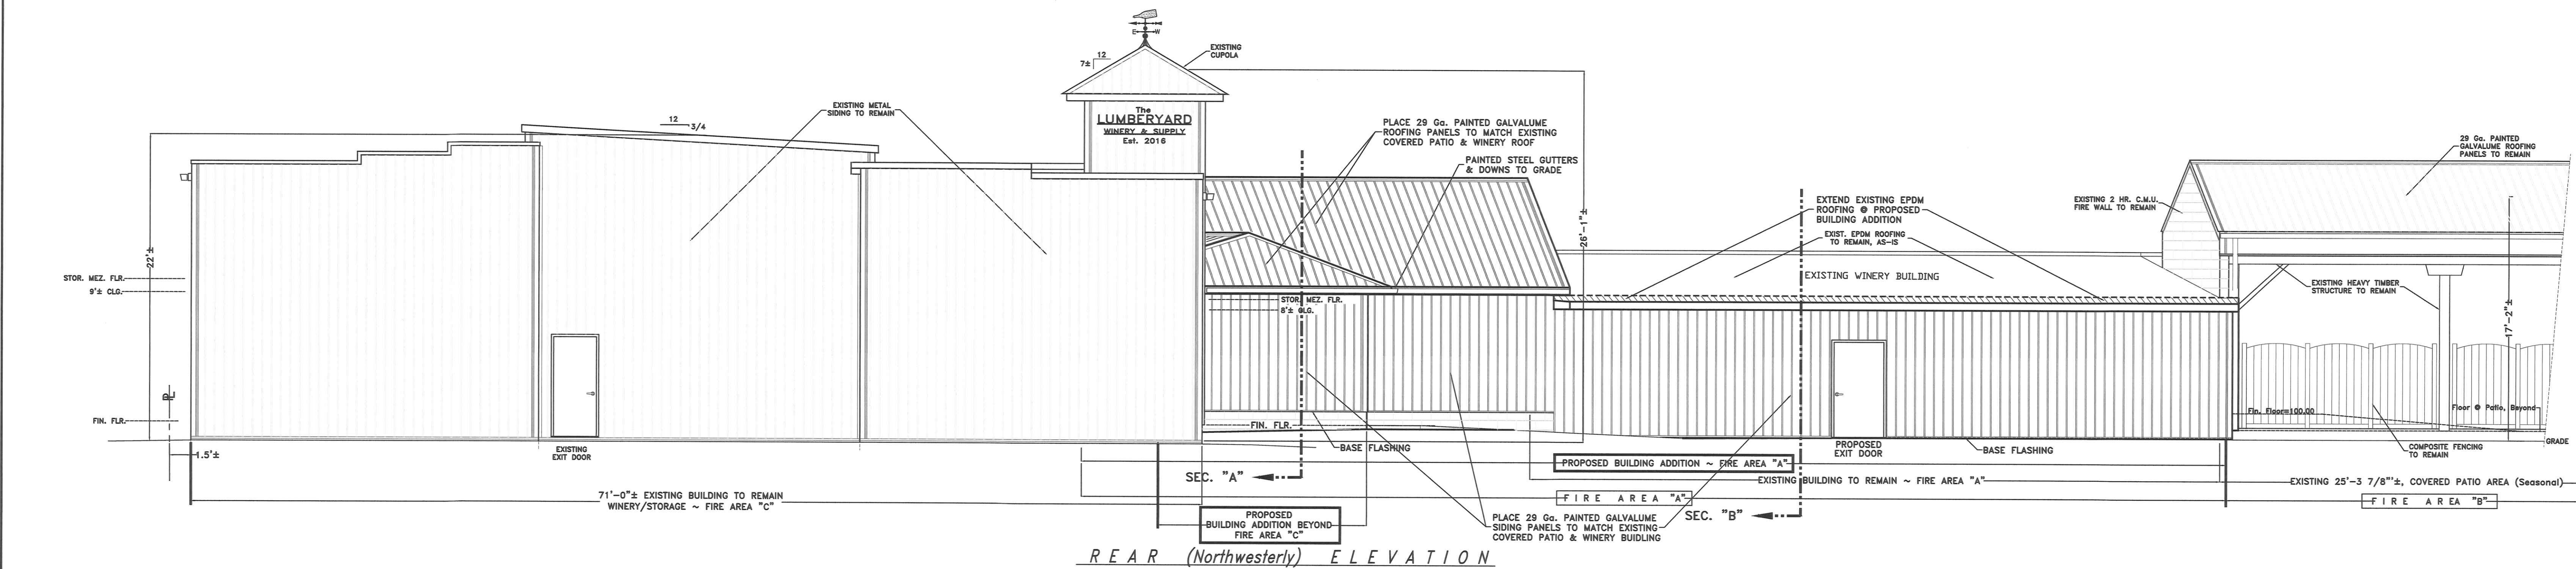 E W
EXISTING
CUPOLA
12
7±
The
LUMBERYARD
WINERY & SUPPLY
Est. 2016
EXISTING METAL
SIDING TO REMAIN
12
3/4
PLACE 29 Ga. PAINTED GALVALUME
ROOFING PANELS TO MATCH EXISTING
COVERED PATIO & WINERY ROOF
PAINTED STEEL GUTTERS
& DOWNS TO GRADE
29 Ga. PAINTED
GALVALUME ROOFING
PANELS TO REMAIN
EXTEND EXISTING EPDM
ROOFING @ PROPOSED
BUILDING ADDITION
EXIST. EPDM ROOFING
TO REMAIN, AS-IS
EXISTING 2 HR. C.M.U.
FIRE WALL TO REMAIN
EXISTING WINERY BUILDING
EXISTING HEAVY TIMBER
STRUCTURE TO REMAIN
22'±
26'-1"±
17'-2"±
STOR. MEZ. FLR.
9'± CLG.
STOR. MEZ. FLR.
8'± CLG.
PL
FIN. FLR.
1.5'±
EXISTING
EXIT DOOR
FIN. FLR.
BASE FLASHING
PROPOSED
EXIT DOOR
BASE FLASHING
Fin. Floor=100.00
Floor @ Patio, Beyond
COMPOSITE FENCING
TO REMAIN
GRADE
SEC. "A"
PROPOSED BUILDING ADDITION ~ FIRE AREA "A"
EXISTING BUILDING TO REMAIN ~ FIRE AREA "A"
EXISTING 25'-3 7/8"'±, COVERED PATIO AREA (Seasonal)
71'-0"± EXISTING BUILDING TO REMAIN
WINERY/STORAGE ~ FIRE AREA "C"
FIRE AREA "A"
FIRE AREA "B"
PROPOSED
BUILDING ADDITION BEYOND
FIRE AREA "C"
PLACE 29 Ga. PAINTED GALVALUME
SIDING PANELS TO MATCH EXISTING
COVERED PATIO & WINERY BUIDLING
SEC. "B"
REAR (Northwesterly) ELEVATION